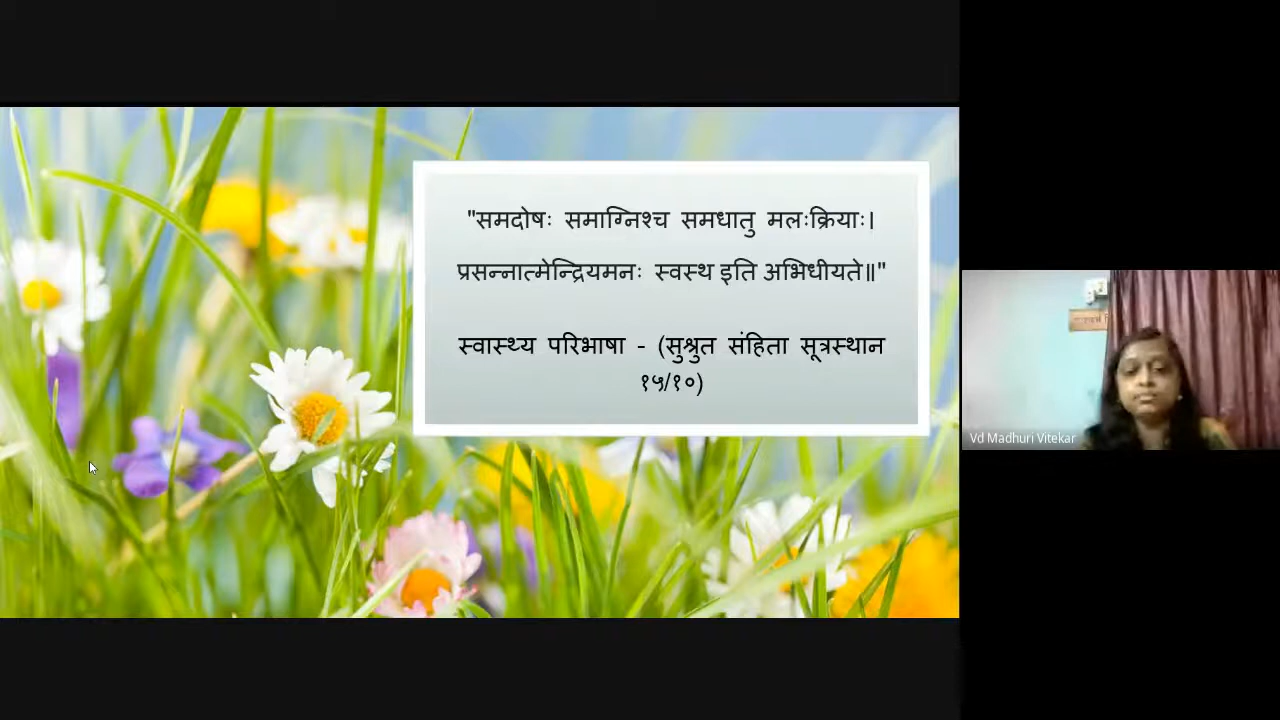 "समदोषः समाग्निश्च समधातु मलःक्रियाः।
प्रसन्नात्मेन्द्रियमनः स्वस्थ इति अभिधीयते॥"
स्वास्थ्य परिभाषा - (सुश्रुत संहिता सूत्रस्थान
१५/१०)
Vd Madhuri Vitekar